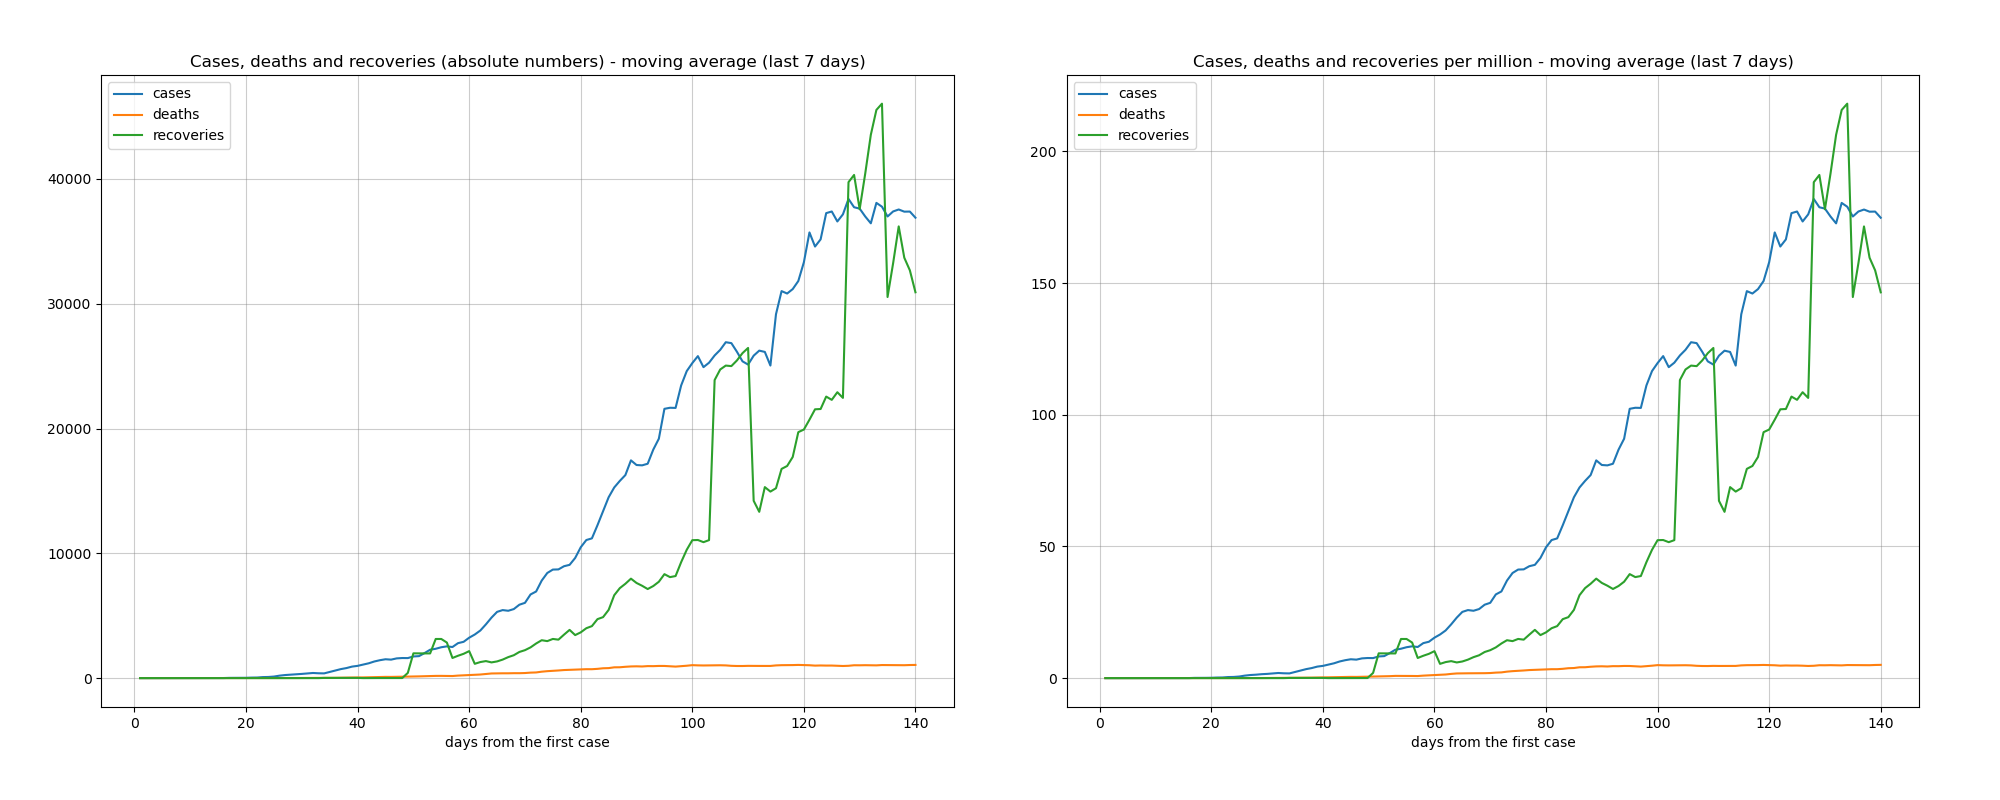 Cases, deaths and recoveries (absolute numbers) - moving average (last 7 days)
cases
deaths
recoveries
40000
30000
20000
10000
0
0 20 40 60 80 100 120 140
days from the first case
Cases, deaths and recoveries per million - moving average (last 7 days)
cases
deaths
recoveries
200
150
100
50
0
0 20 40 60 80 100 120 140
days from the first case